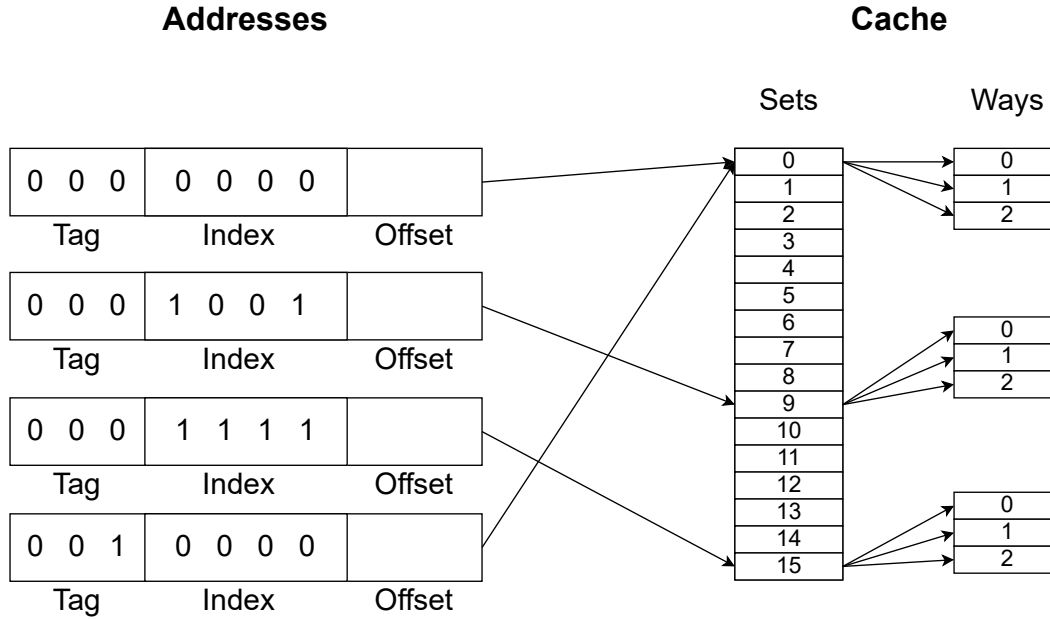 Addresses
Cache
Sets
Ways
0 0 0 0 0 0 0
Tag Index Offset
0 0 0 1 0 0 1
Tag Index Offset
0 0 0 1 1 1 1
Tag Index Offset
0 0 1 0 0 0 0
Tag Index Offset
0
1
2
3
4
5
6
7
8
9
10
11
12
13
14
15
0
1
2
0
1
2
0
1
2